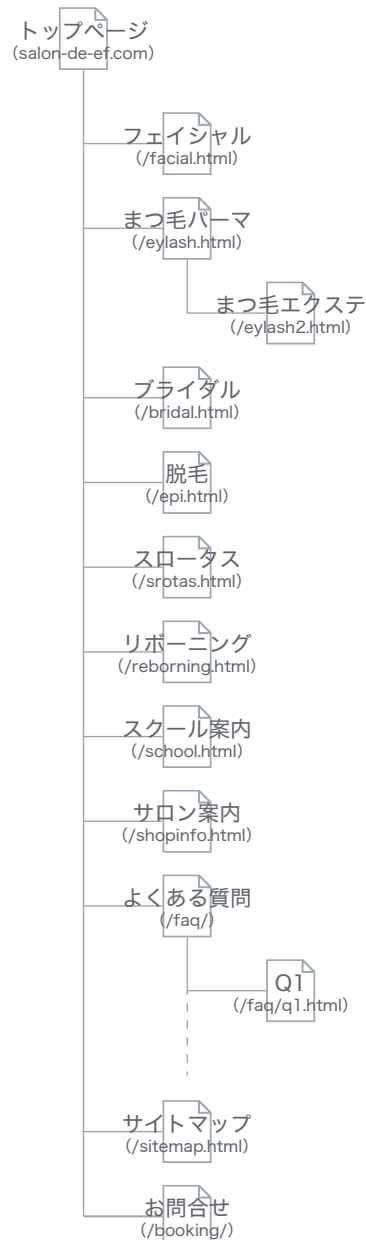 トップページ
（salon-de-ef.com）
フェイシャル
（/facial.html）
まつ毛パーマ
（/eylash.html）
まつ毛エクステ
（/eylash2.html）
ブライダル
（/bridal.html）
脱毛
（/epi.html）
スロータス
（/srotas.html）
リボーニング
（/reborning.html）
スクール案内
（/school.html）
サロン案内
（/shopinfo.html）
よくある質問
（/faq/）
Q1
（/faq/q1.html）
サイトマップ
（/sitemap.html）
お問合せ
（/booking/）